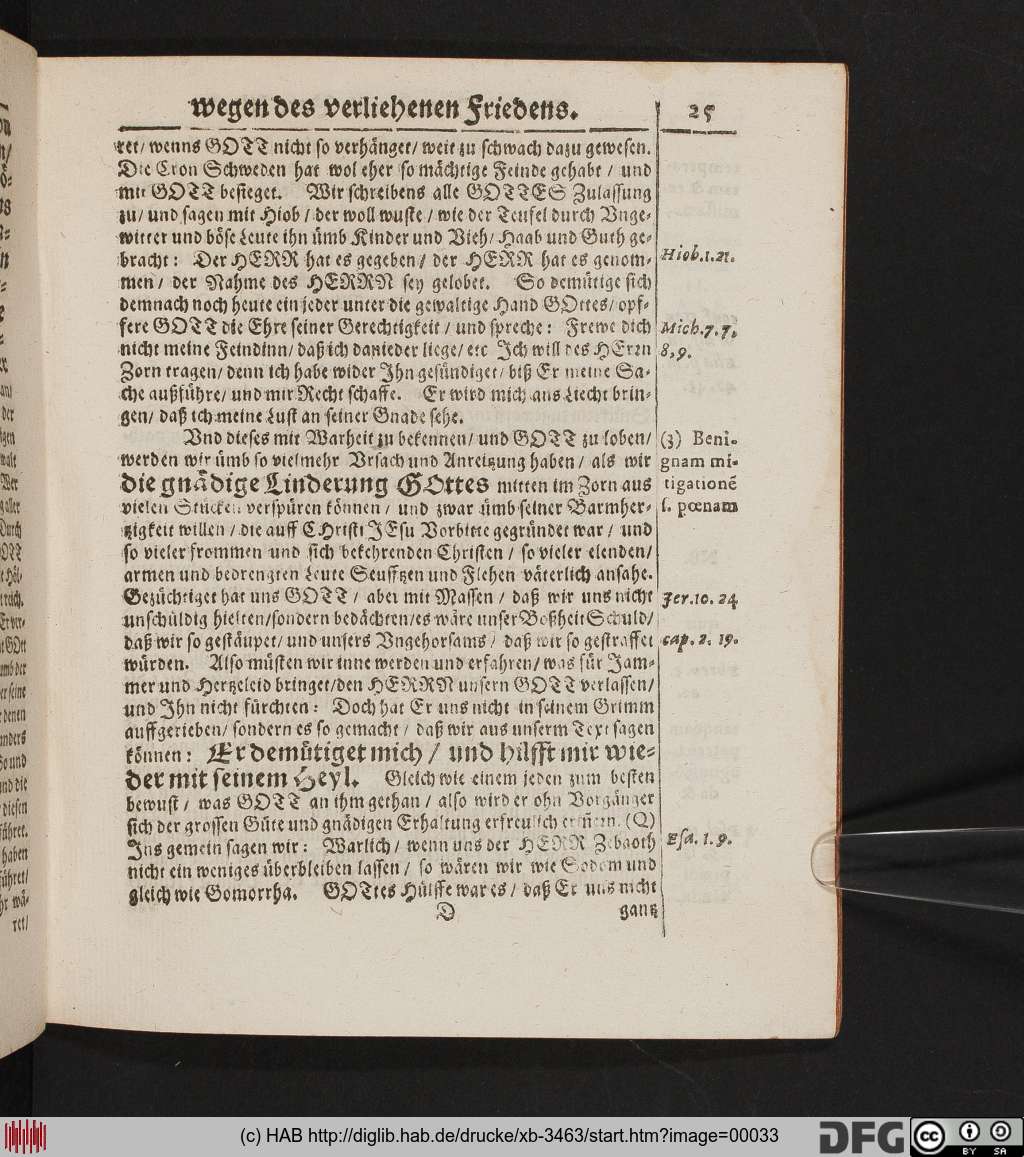 wegen des verliehenen Friedens. 25
ret/ wenns GOTT nicht so verhänget/ weit zu schwach dazu gewesen.
Die Cron Schweden hat wol eher so mächtige Feinde gehabt / und
mit GOTT besieget. Wir schreibens alle GOTTES Zulassung
zu/ und sagen mit Hiob / der woll wuste / wie der Teufel durch Unge-
witter und böse Leute ihn ümb Kinder und Vieh/ Haab und Guth ge-
bracht: Der HERR hat es gegeben/ der HERR hat es genom-
men / der Nahme des HERRN sey gelobet. So demütige sich
demnach noch heute ein jeder unter die gewaltige Hand GOttes/ opf-
fere GOTT die Ehre seiner Gerechtigkeit / und spreche: Frewe dich
nicht meine Feindinn/ daß ich danieder liege/ etc Ich will des HErrn
Zorn tragen/ denn ich habe wider Ihn gesündiget/ biß Er meine Sa-
che außführe/ und mir Recht schaffe. Er wird mich ans Liecht brin-
gen/ daß ich meine Lust an seiner Gnade sehe.
Und dieses mit Warheit zu bekennen/ und GOTT zu loben/
werden wir ümb so vielmehr Ursach und Anreitzung haben/ als wir
die gnädige Linderung GOttes mitten im Zorn aus
vielen Stücken verspüren können / und zwar ümb seiner Barmher-
tzigkeit willen / die auff CHristi JEsu Vorbitte gegründet war / und
so vieler frommen und sich bekehrenden Christen / so vieler elenden/
armen und bedrengten Leute Seufftzen und Flehen väterlich ansahe.
Gezüchtiget hat uns GOTT / aber mit Massen / daß wir uns nicht
unschüldig hielten/sondern bedächten/es wäre unser Boßheit Schuld/
daß wir so gestäupet/ und unsers Ungehorsams / daß wir so gestraffet
würden. Also müsten wir inne werden und erfahren/ was für Jam-
mer und Hertzeleid bringet/den HERRN unsern GOTT verlassen/
und Ihn nicht fürchten: Doch hat Er uns nicht in seinem Grimm
auffgerieben/ sondern es so gemacht / daß wir aus unserm Text sagen
können: Er demütiget mich / und hilfft mir wie-
der mit seinem Heyl. Gleich wie einem jeden zum besten
bewust / was GOTT an ihm gethan / also wird er ohn Vorgänger
sich der grossen Güte und gnädigen Erhaltung erfreulich erinern. (Q)
Ins gemein sagen wir: Warlich / wenn uns der HERR Zebaoth
nicht ein weniges überbleiben lassen / so wären wir wie Sodom und
gleich wie Gomorrha. GOttes Hülffe war es / daß Er uns nicht
D gantz
Hiob. 1. 21.
Mich. 7. 7.
8, 9.
(3) Beni-
gnam mi-
tigationē
s. pœnam
Jer. 10. 24
cap. 2. 19.
Esa. 1. 9.
(c) HAB http://diglib.hab.de/drucke/xb-3463/start.htm?image=00033
DFG
cc BY SA